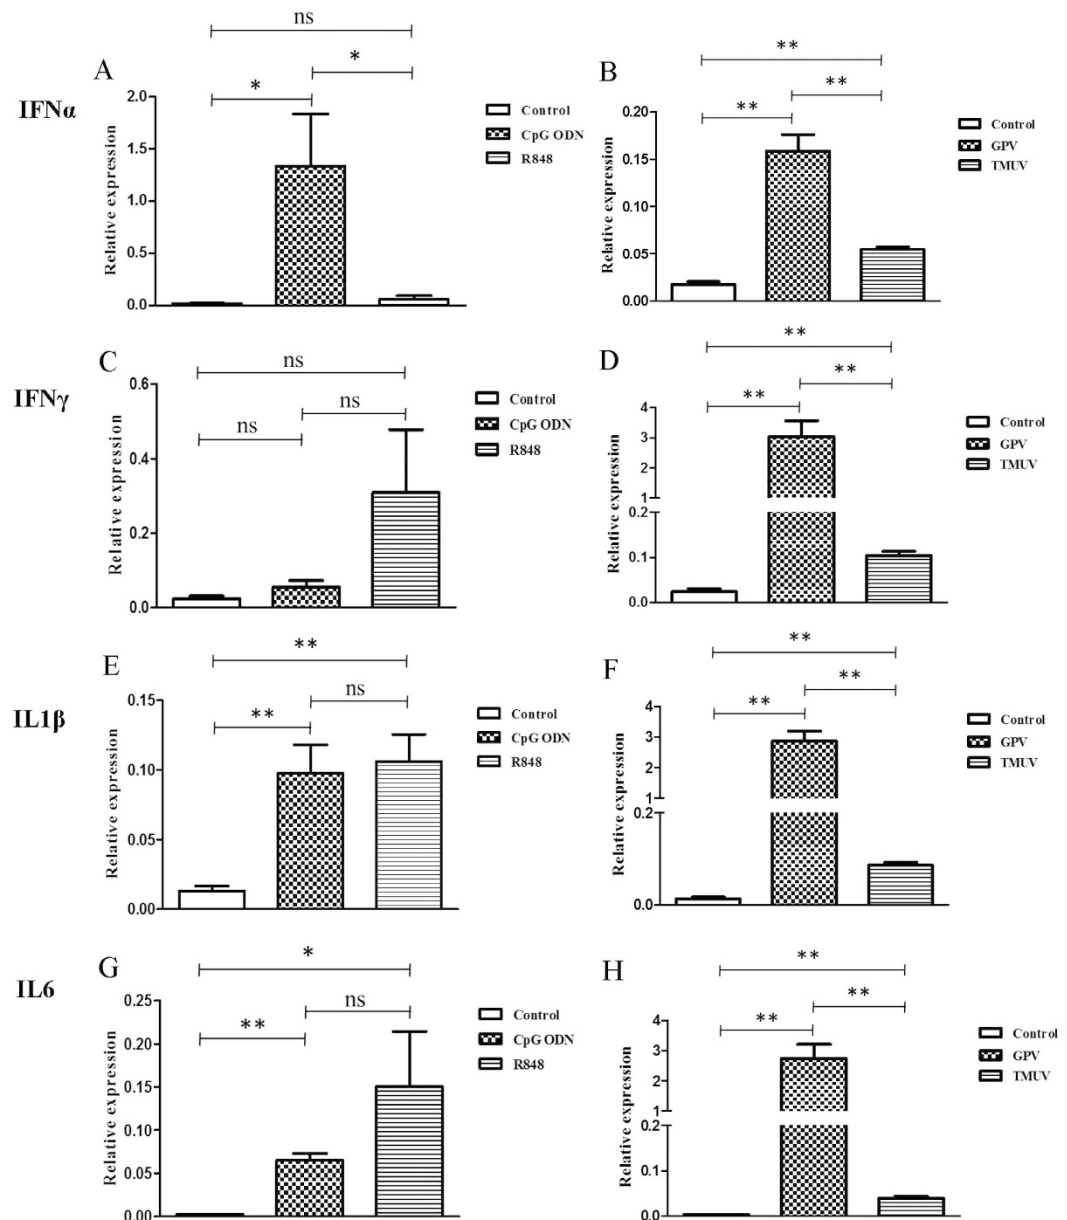 ns
A
*
*
IFNα
Relative expression
2.0
1.5
1.0
0.5
0.0
Control
CpG ODN
R848
B
**
**
**
Relative expression
0.20
0.15
0.10
0.05
0.00
Control
GPV
TMUV
IFNγ
C
ns
ns
ns
Relative expression
0.6
0.4
0.2
0.0
Control
CpG ODN
R848
D
**
**
**
Relative expression
4
3
2
1
0.2
0.1
0.0
Control
GPV
TMUV
IL1β
E
**
ns
**
Relative expression
0.15
0.10
0.05
0.00
Control
CpG ODN
R848
F
**
**
**
Relative expression
4
3
2
1
0.2
0.0
Control
GPV
TMUV
IL6
G
*
ns
**
Relative expression
0.25
0.20
0.15
0.10
0.05
0.00
Control
CpG ODN
R848
H
**
**
**
Relative expression
4
3
2
1
0.2
0.1
0.0
Control
GPV
TMUV